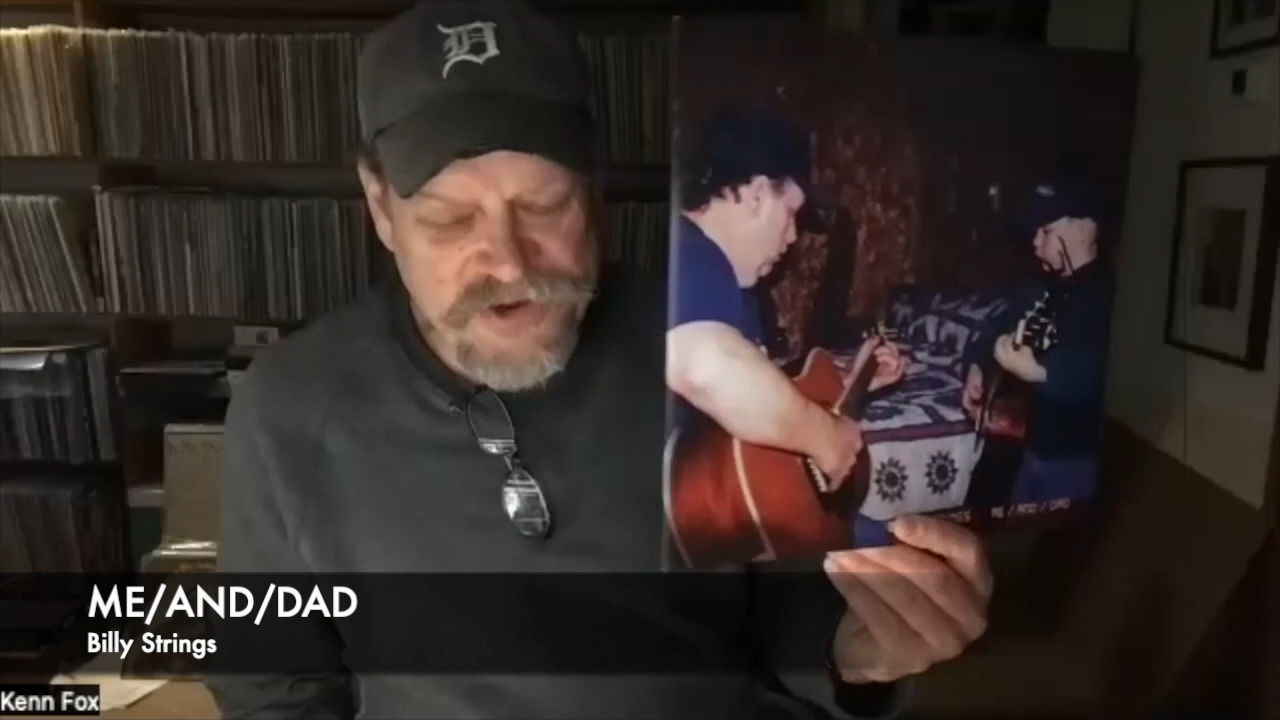 D
ME / AND / DAD
ME/AND/DAD
Billy Strings
Kenn Fox